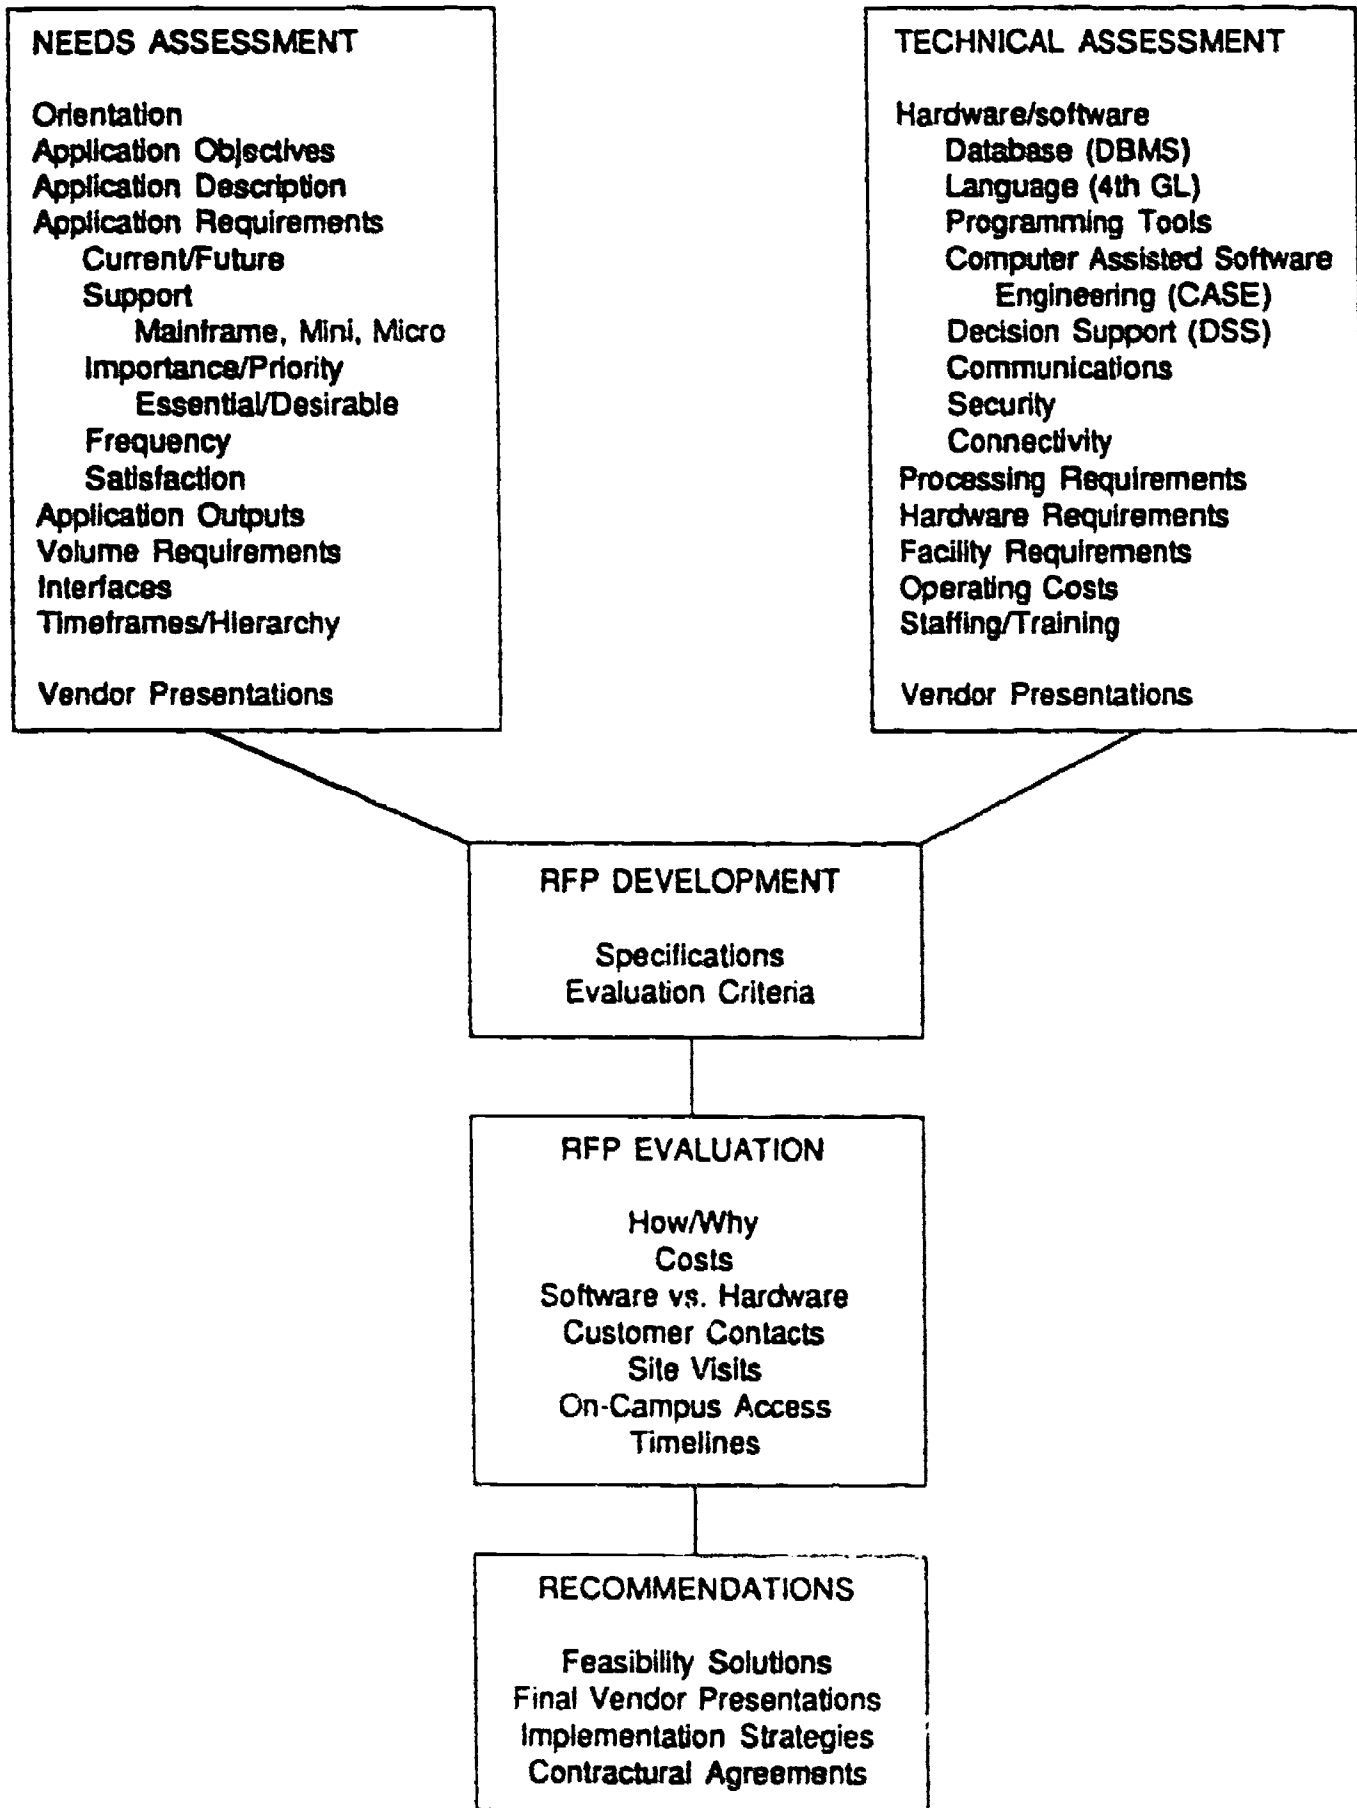 NEEDS ASSESSMENT
Orientation
Application Objectives
Application Description
Application Requirements
Current/Future
Support
Mainframe, Mini, Micro
Importance/Priority
Essential/Desirable
Frequency
Satisfaction
Application Outputs
Volume Requirements
Interfaces
Timeframes/Hierarchy
Vendor Presentations
TECHNICAL ASSESSMENT
Hardware/software
Database (DBMS)
Language (4th GL)
Programming Tools
Computer Assisted Software
Engineering (CASE)
Decision Support (DSS)
Communications
Security
Connectivity
Processing Requirements
Hardware Requirements
Facility Requirements
Operating Costs
Staffing/Training
Vendor Presentations
RFP DEVELOPMENT
Specifications
Evaluation Criteria
RFP EVALUATION
How/Why
Costs
Software vs. Hardware
Customer Contacts
Site Visits
On-Campus Access
Timelines
RECOMMENDATIONS
Feasibility Solutions
Final Vendor Presentations
Implementation Strategies
Contractural Agreements